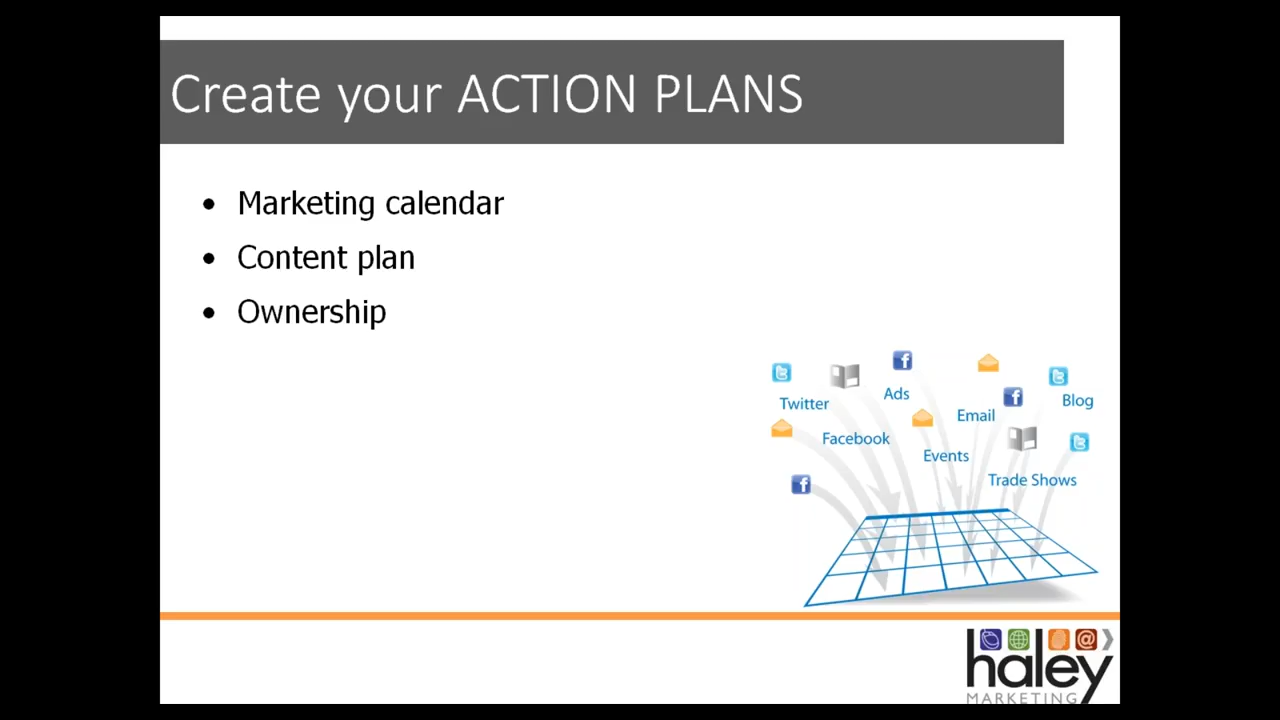 Create your ACTION PLANS
• Marketing calendar
• Content plan
• Ownership
Twitter
Ads
Email
Blog
Facebook
Events
Trade Shows
haley
MARKETING